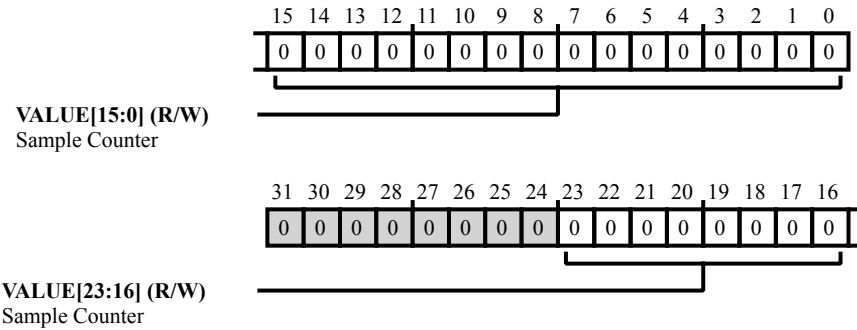 15 14 13 12 11 10 9 8 7 6 5 4 3 2 1 0
0 0 0 0 0 0 0 0 0 0 0 0 0 0 0 0
VALUE[15:0] (R/W)
Sample Counter
31 30 29 28 27 26 25 24 23 22 21 20 19 18 17 16
0 0 0 0 0 0 0 0 0 0 0 0 0 0 0 0
VALUE[23:16] (R/W)
Sample Counter